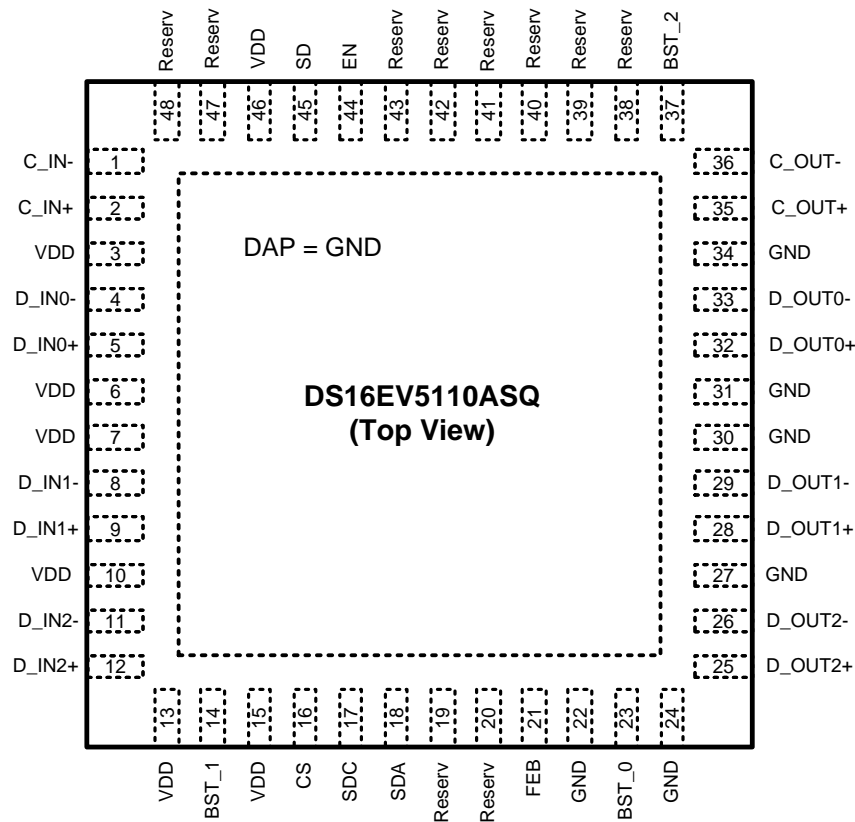 Reserv
Reserv
VDD
SD
EN
Reserv
Reserv
Reserv
Reserv
Reserv
Reserv
BST_2
48
47
46
45
44
43
42
41
40
39
38
37
C_IN- 1
C_IN+ 2
VDD 3
D_IN0- 4
D_IN0+ 5
VDD 6
VDD 7
D_IN1- 8
D_IN1+ 9
VDD 10
D_IN2- 11
D_IN2+ 12
DAP = GND
DS16EV5110ASQ
(Top View)
36 C_OUT-
35 C_OUT+
34 GND
33 D_OUT0-
32 D_OUT0+
31 GND
30 GND
29 D_OUT1-
28 D_OUT1+
27 GND
26 D_OUT2-
25 D_OUT2+
13
14
15
16
17
18
19
20
21
22
23
24
VDD
BST_1
VDD
CS
SDC
SDA
Reserv
Reserv
FEB
GND
BST_0
GND